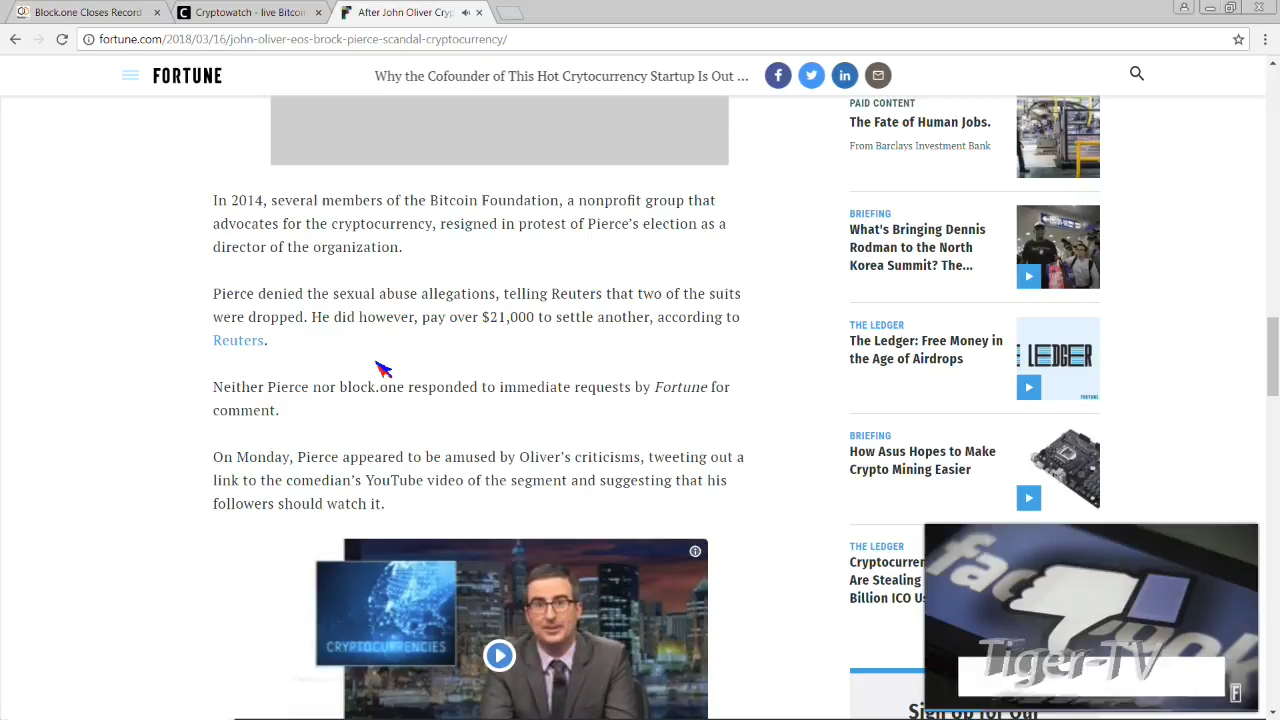 Block.one Closes Record
Cryptowatch - live Bitcoin
After John Oliver Cry
fortune.com/2018/03/16/john-oliver-eos-brock-pierce-scandal-cryptocurrency/
FORTUNE
Why the Cofounder of This Hot Crytocurrency Startup Is Out ...
In 2014, several members of the Bitcoin Foundation, a nonprofit group that
advocates for the cryptocurrency, resigned in protest of Pierce's election as a
director of the organization.
Pierce denied the sexual abuse allegations, telling Reuters that two of the suits
were dropped. He did however, pay over $21,000 to settle another, according to
Reuters.
Neither Pierce nor block.one responded to immediate requests by Fortune for
comment.
On Monday, Pierce appeared to be amused by Oliver's criticisms, tweeting out a
link to the comedian's YouTube video of the segment and suggesting that his
followers should watch it.
CRYPTOCURRENCIES
PAID CONTENT
The Fate of Human Jobs.
From Barclays Investment Bank
BRIEFING
What's Bringing Dennis
Rodman to the North
Korea Summit? The...
THE LEDGER
The Ledger: Free Money in
the Age of Airdrops
LEDGER
FORTUNE
BRIEFING
How Asus Hopes to Make
Crypto Mining Easier
THE LEDGER
Cryptocurren
Are Stealing
Billion ICO Us
Sign Up for Our
Tiger-TV
F